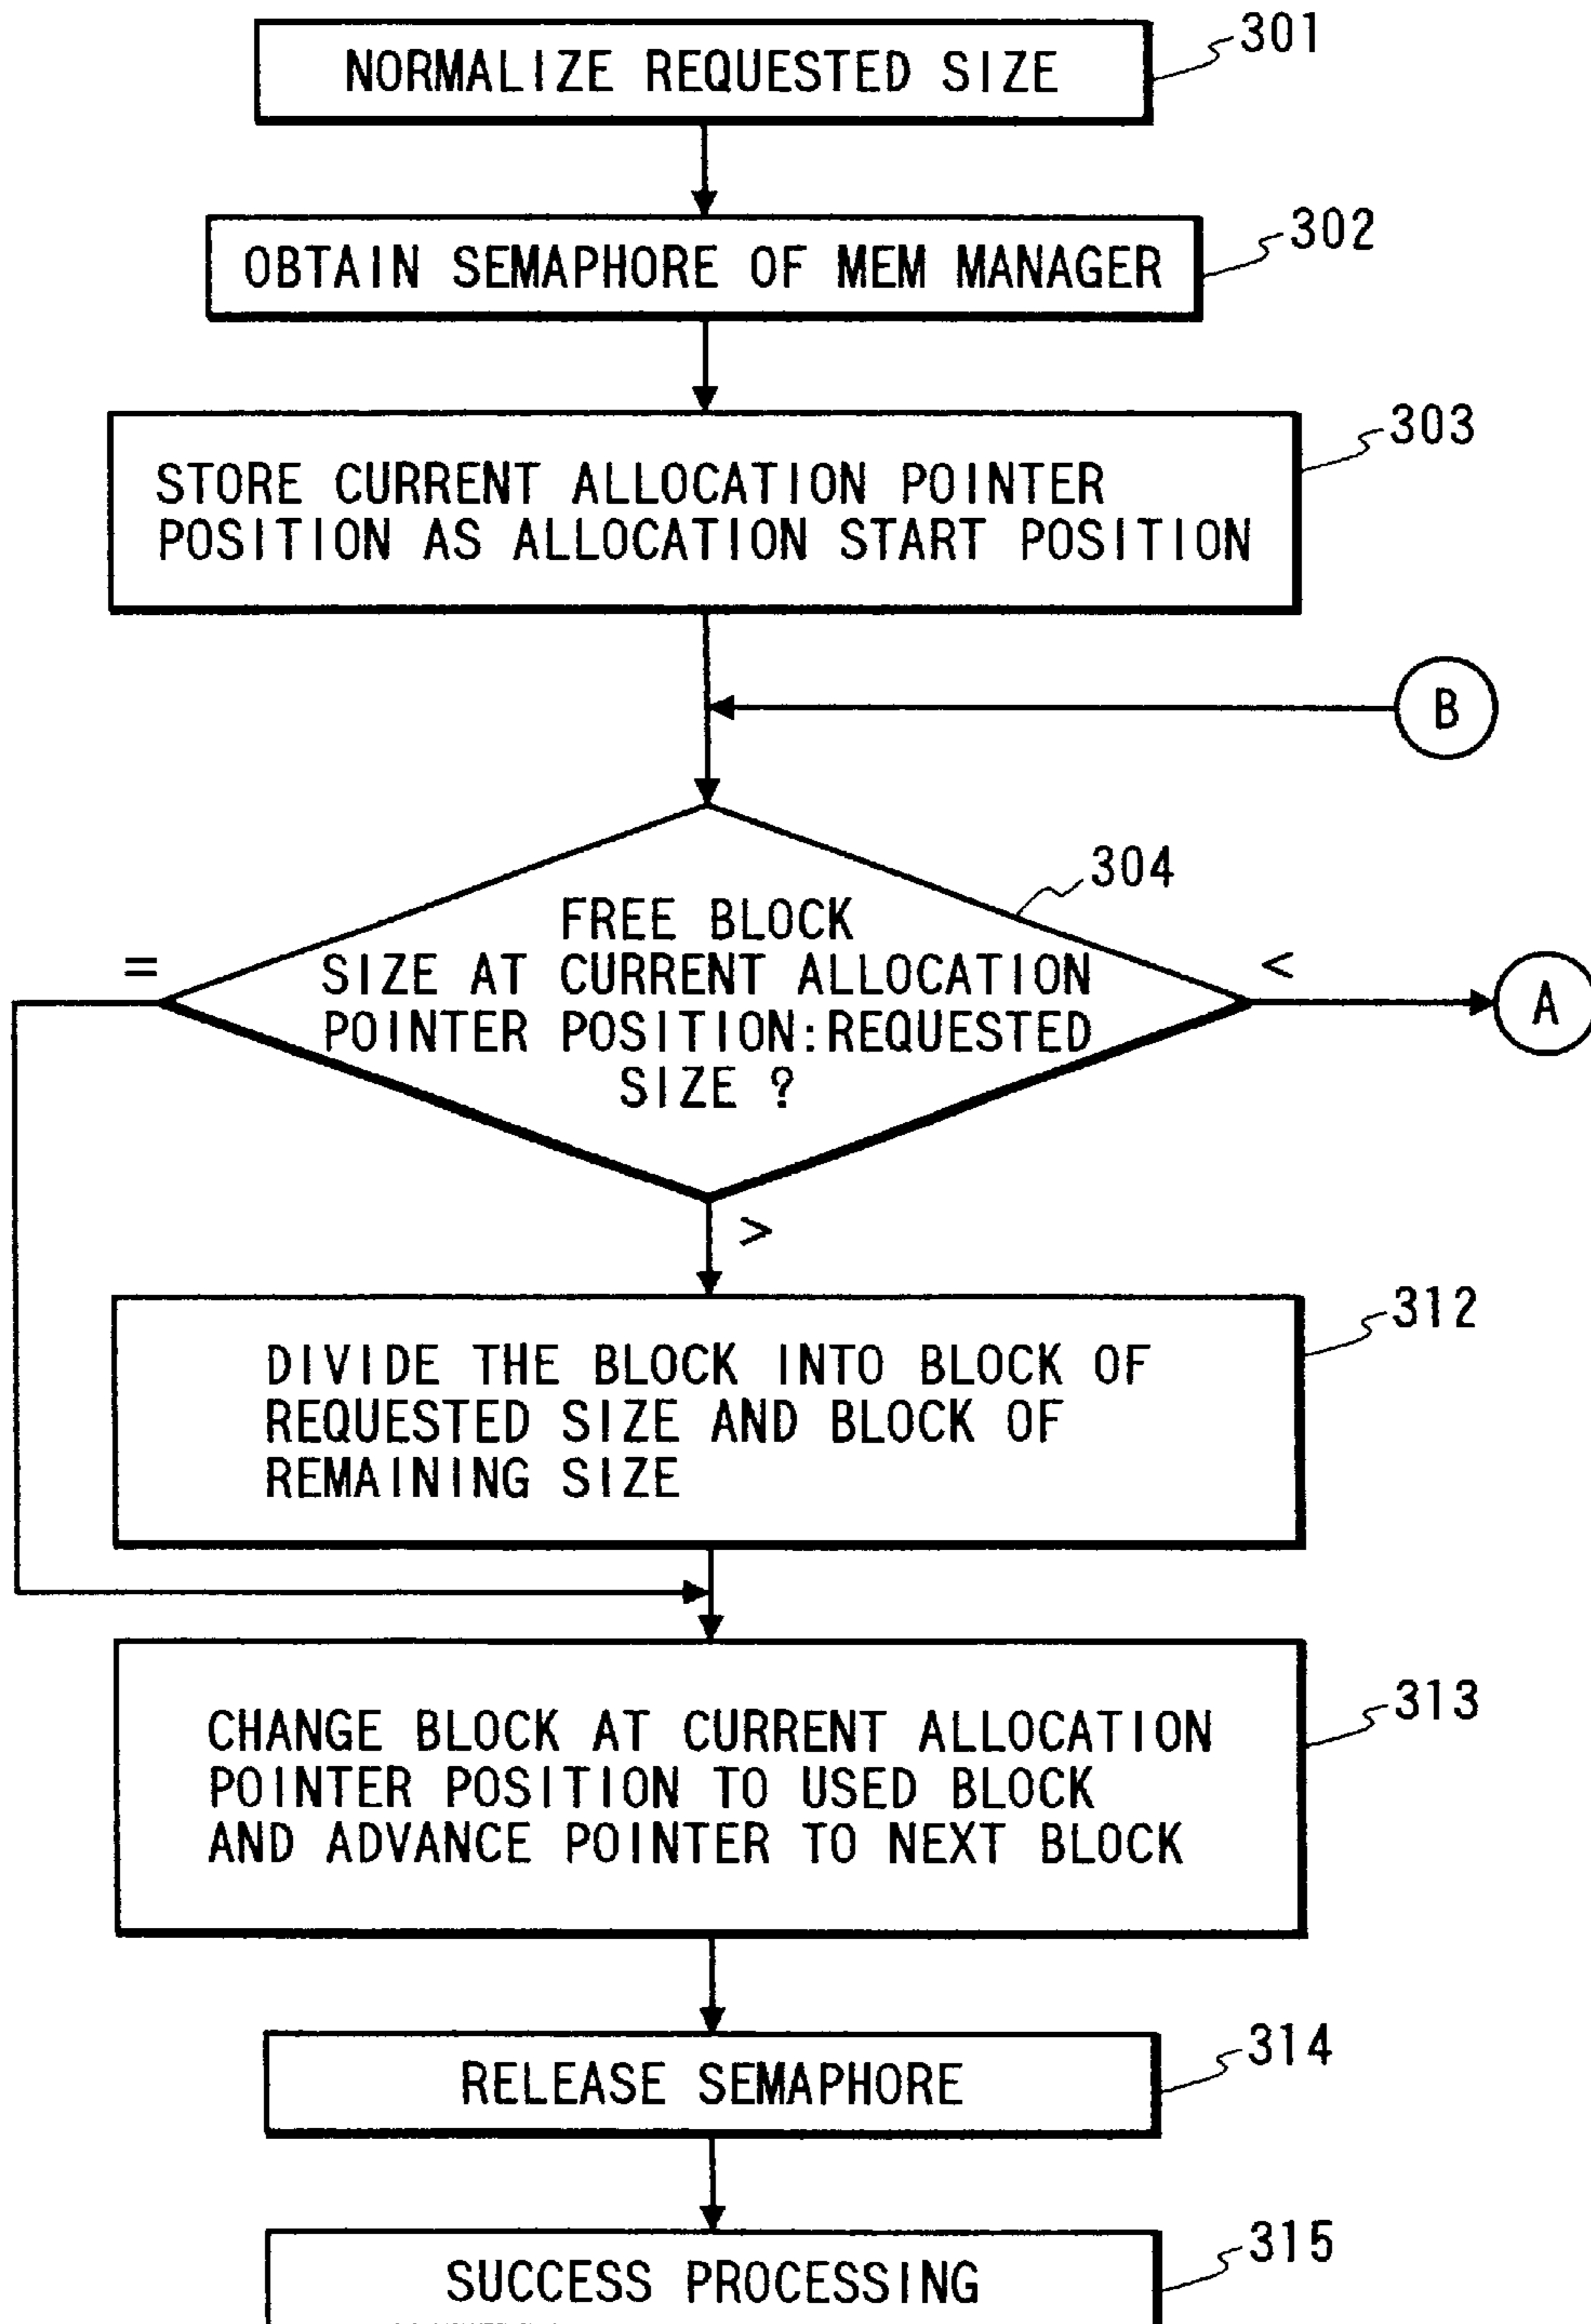 NORMALIZE REQUESTED SIZE
301
OBTAIN SEMAPHORE OF MEM MANAGER
302
STORE CURRENT ALLOCATION POINTER
POSITION AS ALLOCATION START POSITION
303
B
304
FREE BLOCK
SIZE AT CURRENT ALLOCATION
POINTER POSITION:REQUESTED
SIZE ?
=
<
A
>
312
DIVIDE THE BLOCK INTO BLOCK OF
REQUESTED SIZE AND BLOCK OF
REMAINING SIZE
313
CHANGE BLOCK AT CURRENT ALLOCATION
POINTER POSITION TO USED BLOCK
AND ADVANCE POINTER TO NEXT BLOCK
314
RELEASE SEMAPHORE
315
SUCCESS PROCESSING